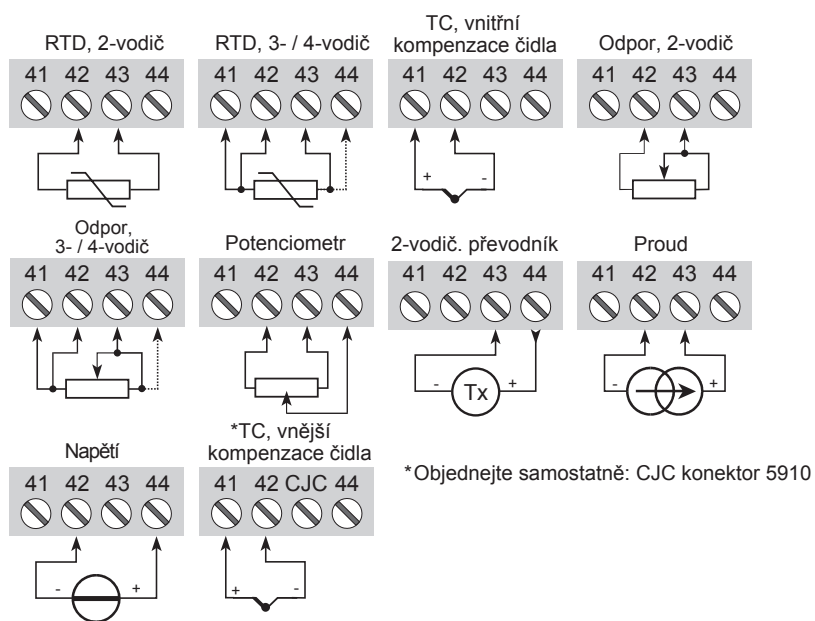 RTD, 2-vodič
41 42 43 44
RTD, 3- / 4-vodič
41 42 43 44
+ -
TC, vnitřní
kompenzace čidla
41 42 43 44
Odpor, 2-vodič
41 42 43 44
Odpor,
3- / 4-vodič
41 42 43 44
Potenciometr
41 42 43 44
2-vodič. převodník
41 42 43 44
- Tx +
Proud
41 42 43 44
- +
Napětí
41 42 43 44
- +
*TC, vnější
kompenzace čidla
41 42 CJC 44
+ -
*Objednejte samostatně: CJC konektor 5910